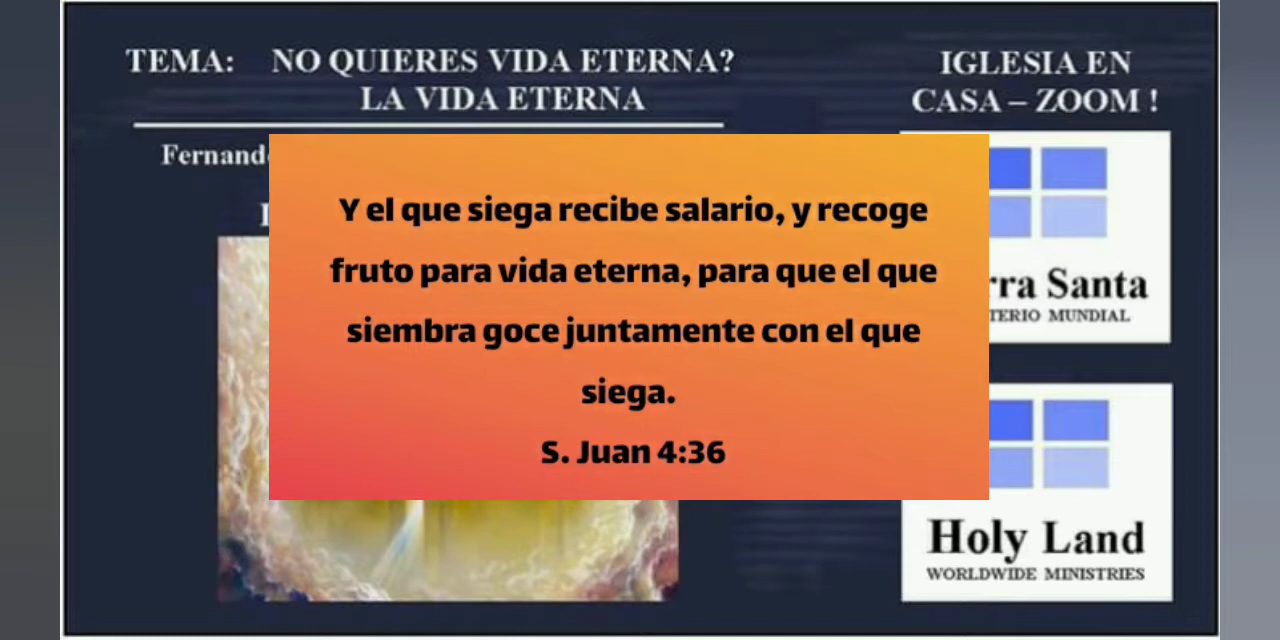 TEMA: NO QUIERES VIDA ETERNA?
LA VIDA ETERNA
IGLESIA EN
CASA – ZOOM !
Y el que siega recibe salario, y recoge
fruto para vida eterna, para que el que
siembra goce juntamente con el que
siega.
S. Juan 4:36
Santa
MUNDIAL
Holy Land
WORLDWIDE MINISTRIES